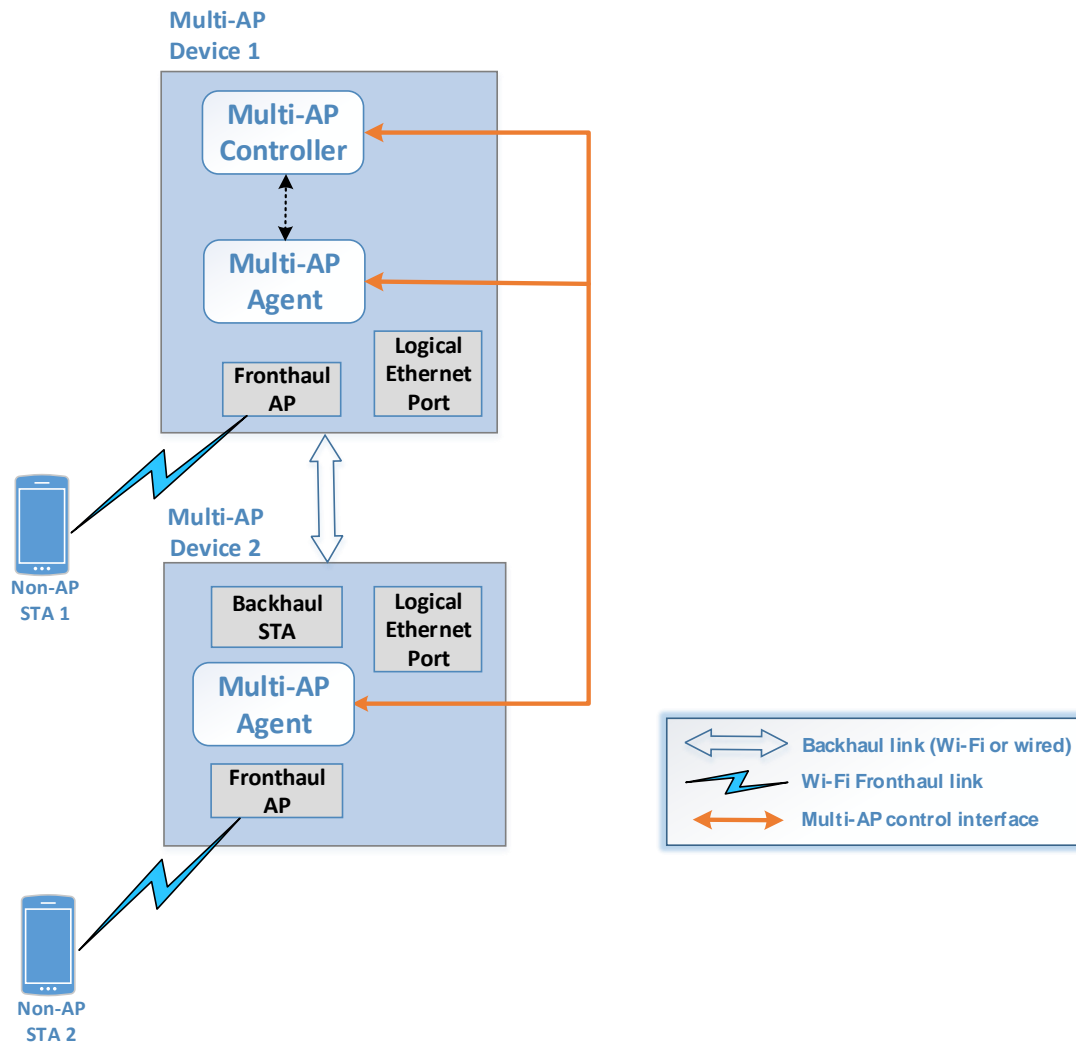 Multi-AP
Device 1
Multi-AP
Controller
Multi-AP
Agent
Fronthaul
AP
Logical
Ethernet
Port
Non-AP
STA 1
Multi-AP
Device 2
Backhaul
STA
Logical
Ethernet
Port
Multi-AP
Agent
Fronthaul
AP
Non-AP
STA 2
Backhaul link (Wi-Fi or wired)
Wi-Fi Fronthaul link
Multi-AP control interface